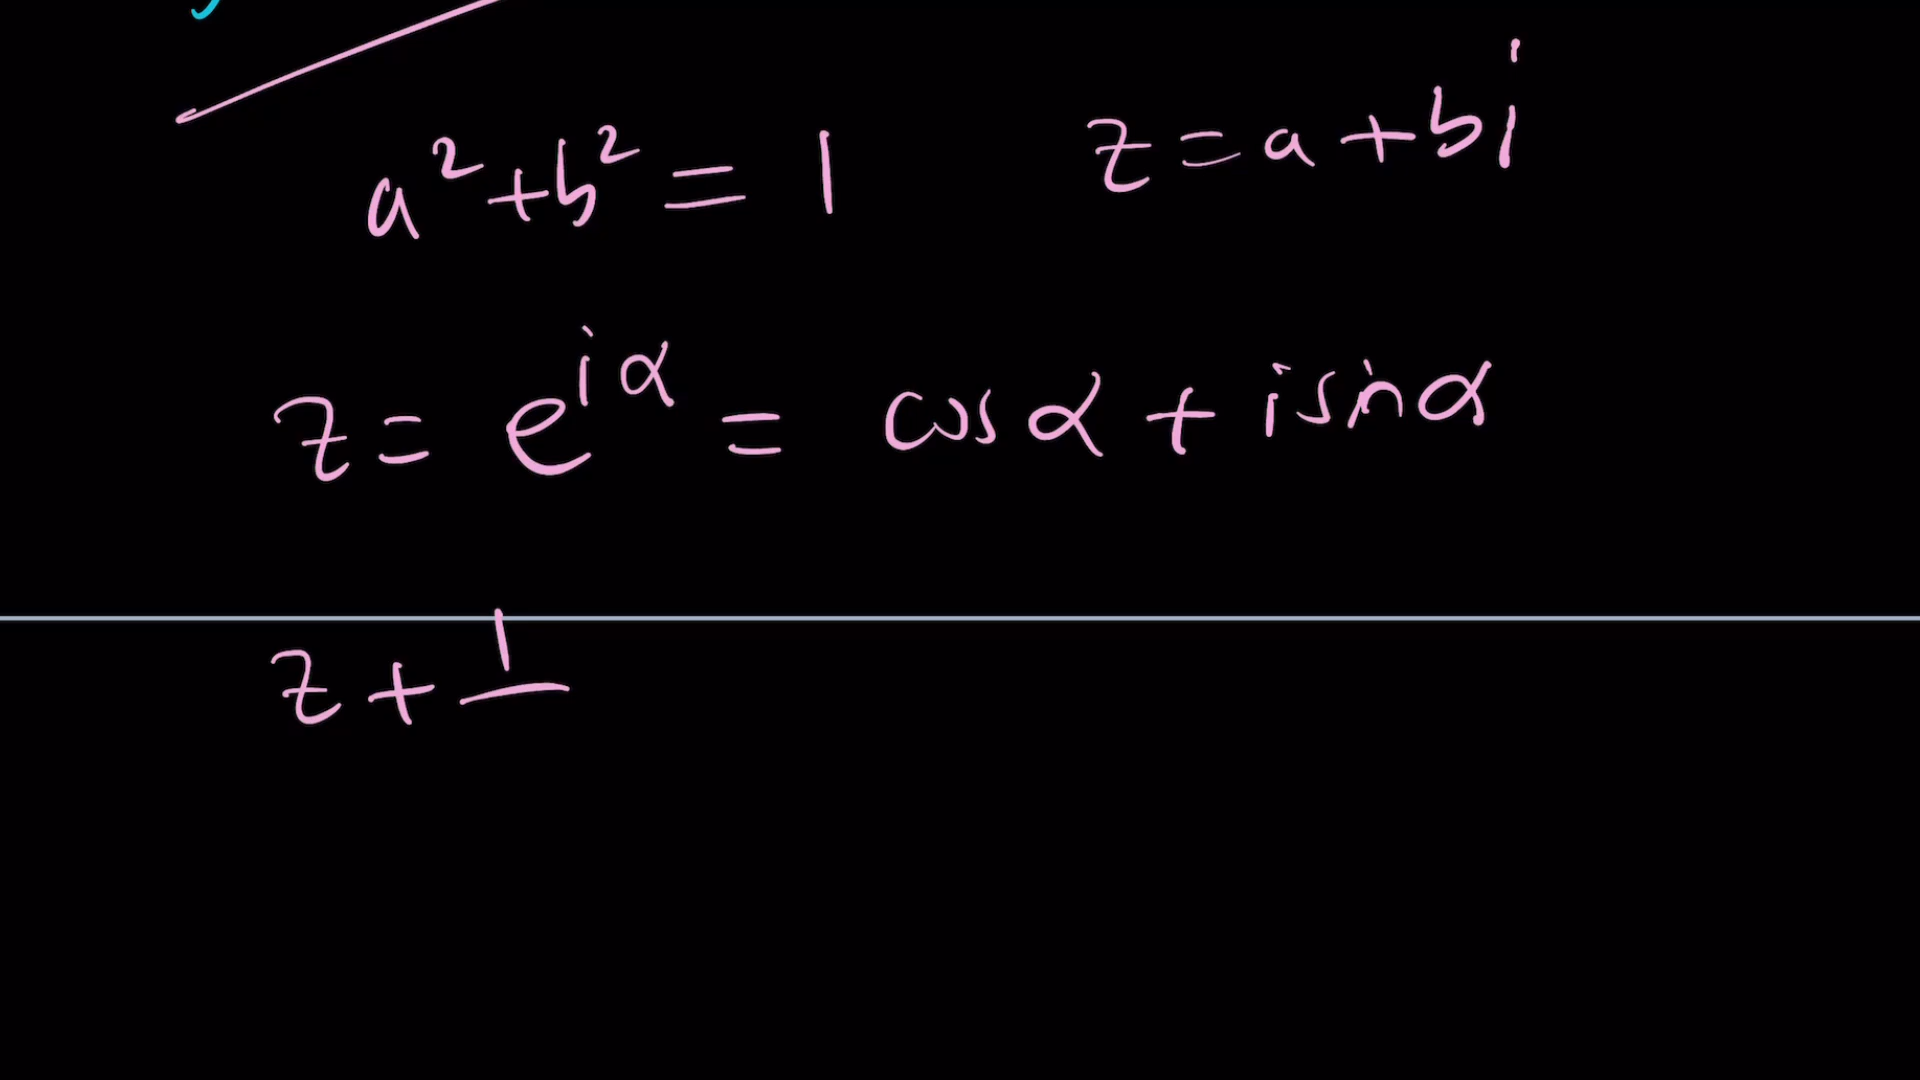 a²+b² = 1 z = a + bi
z = e^{iα} = cos α + i sin α
z + 1/